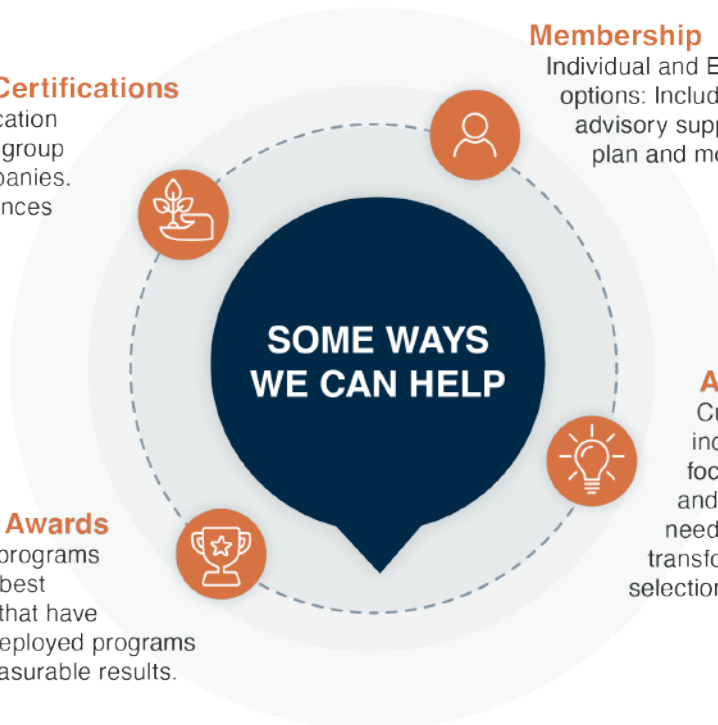 Membership
Individual and E
options: Includ
advisory supp
plan and mo
Certifications
cation
group
panies.
nces
SOME WAYS
WE CAN HELP
A
Cu
inc
foc
and
need
transfo
selection
Awards
programs
best
that have
eployed programs
asurable results.